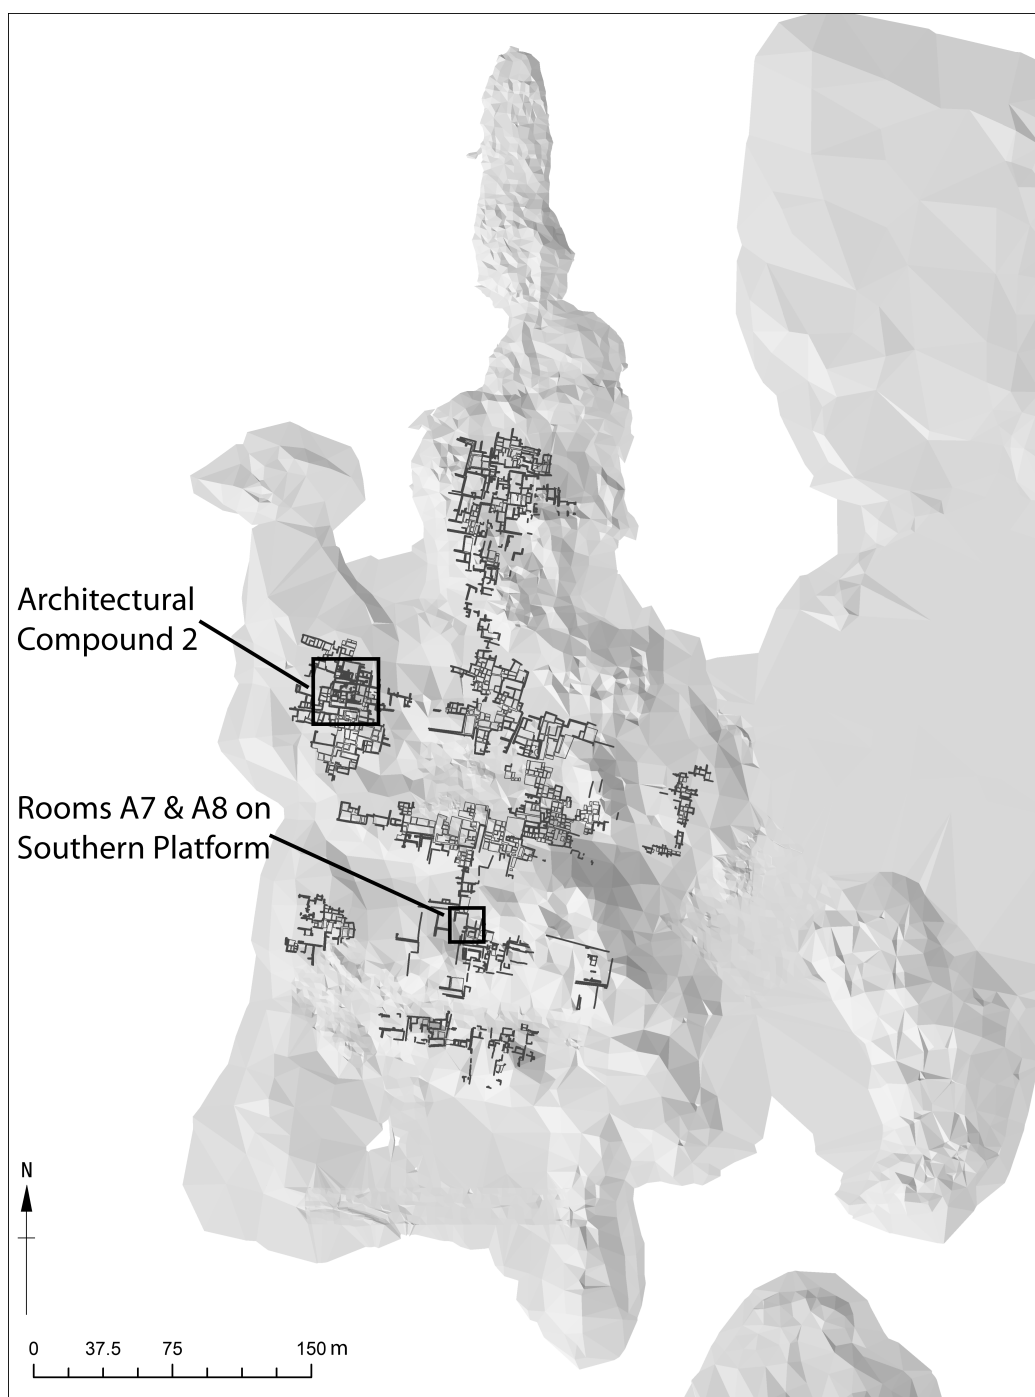 Architectural
Compound 2
Rooms A7 & A8 on
Southern Platform
N
0 37.5 75 150 m